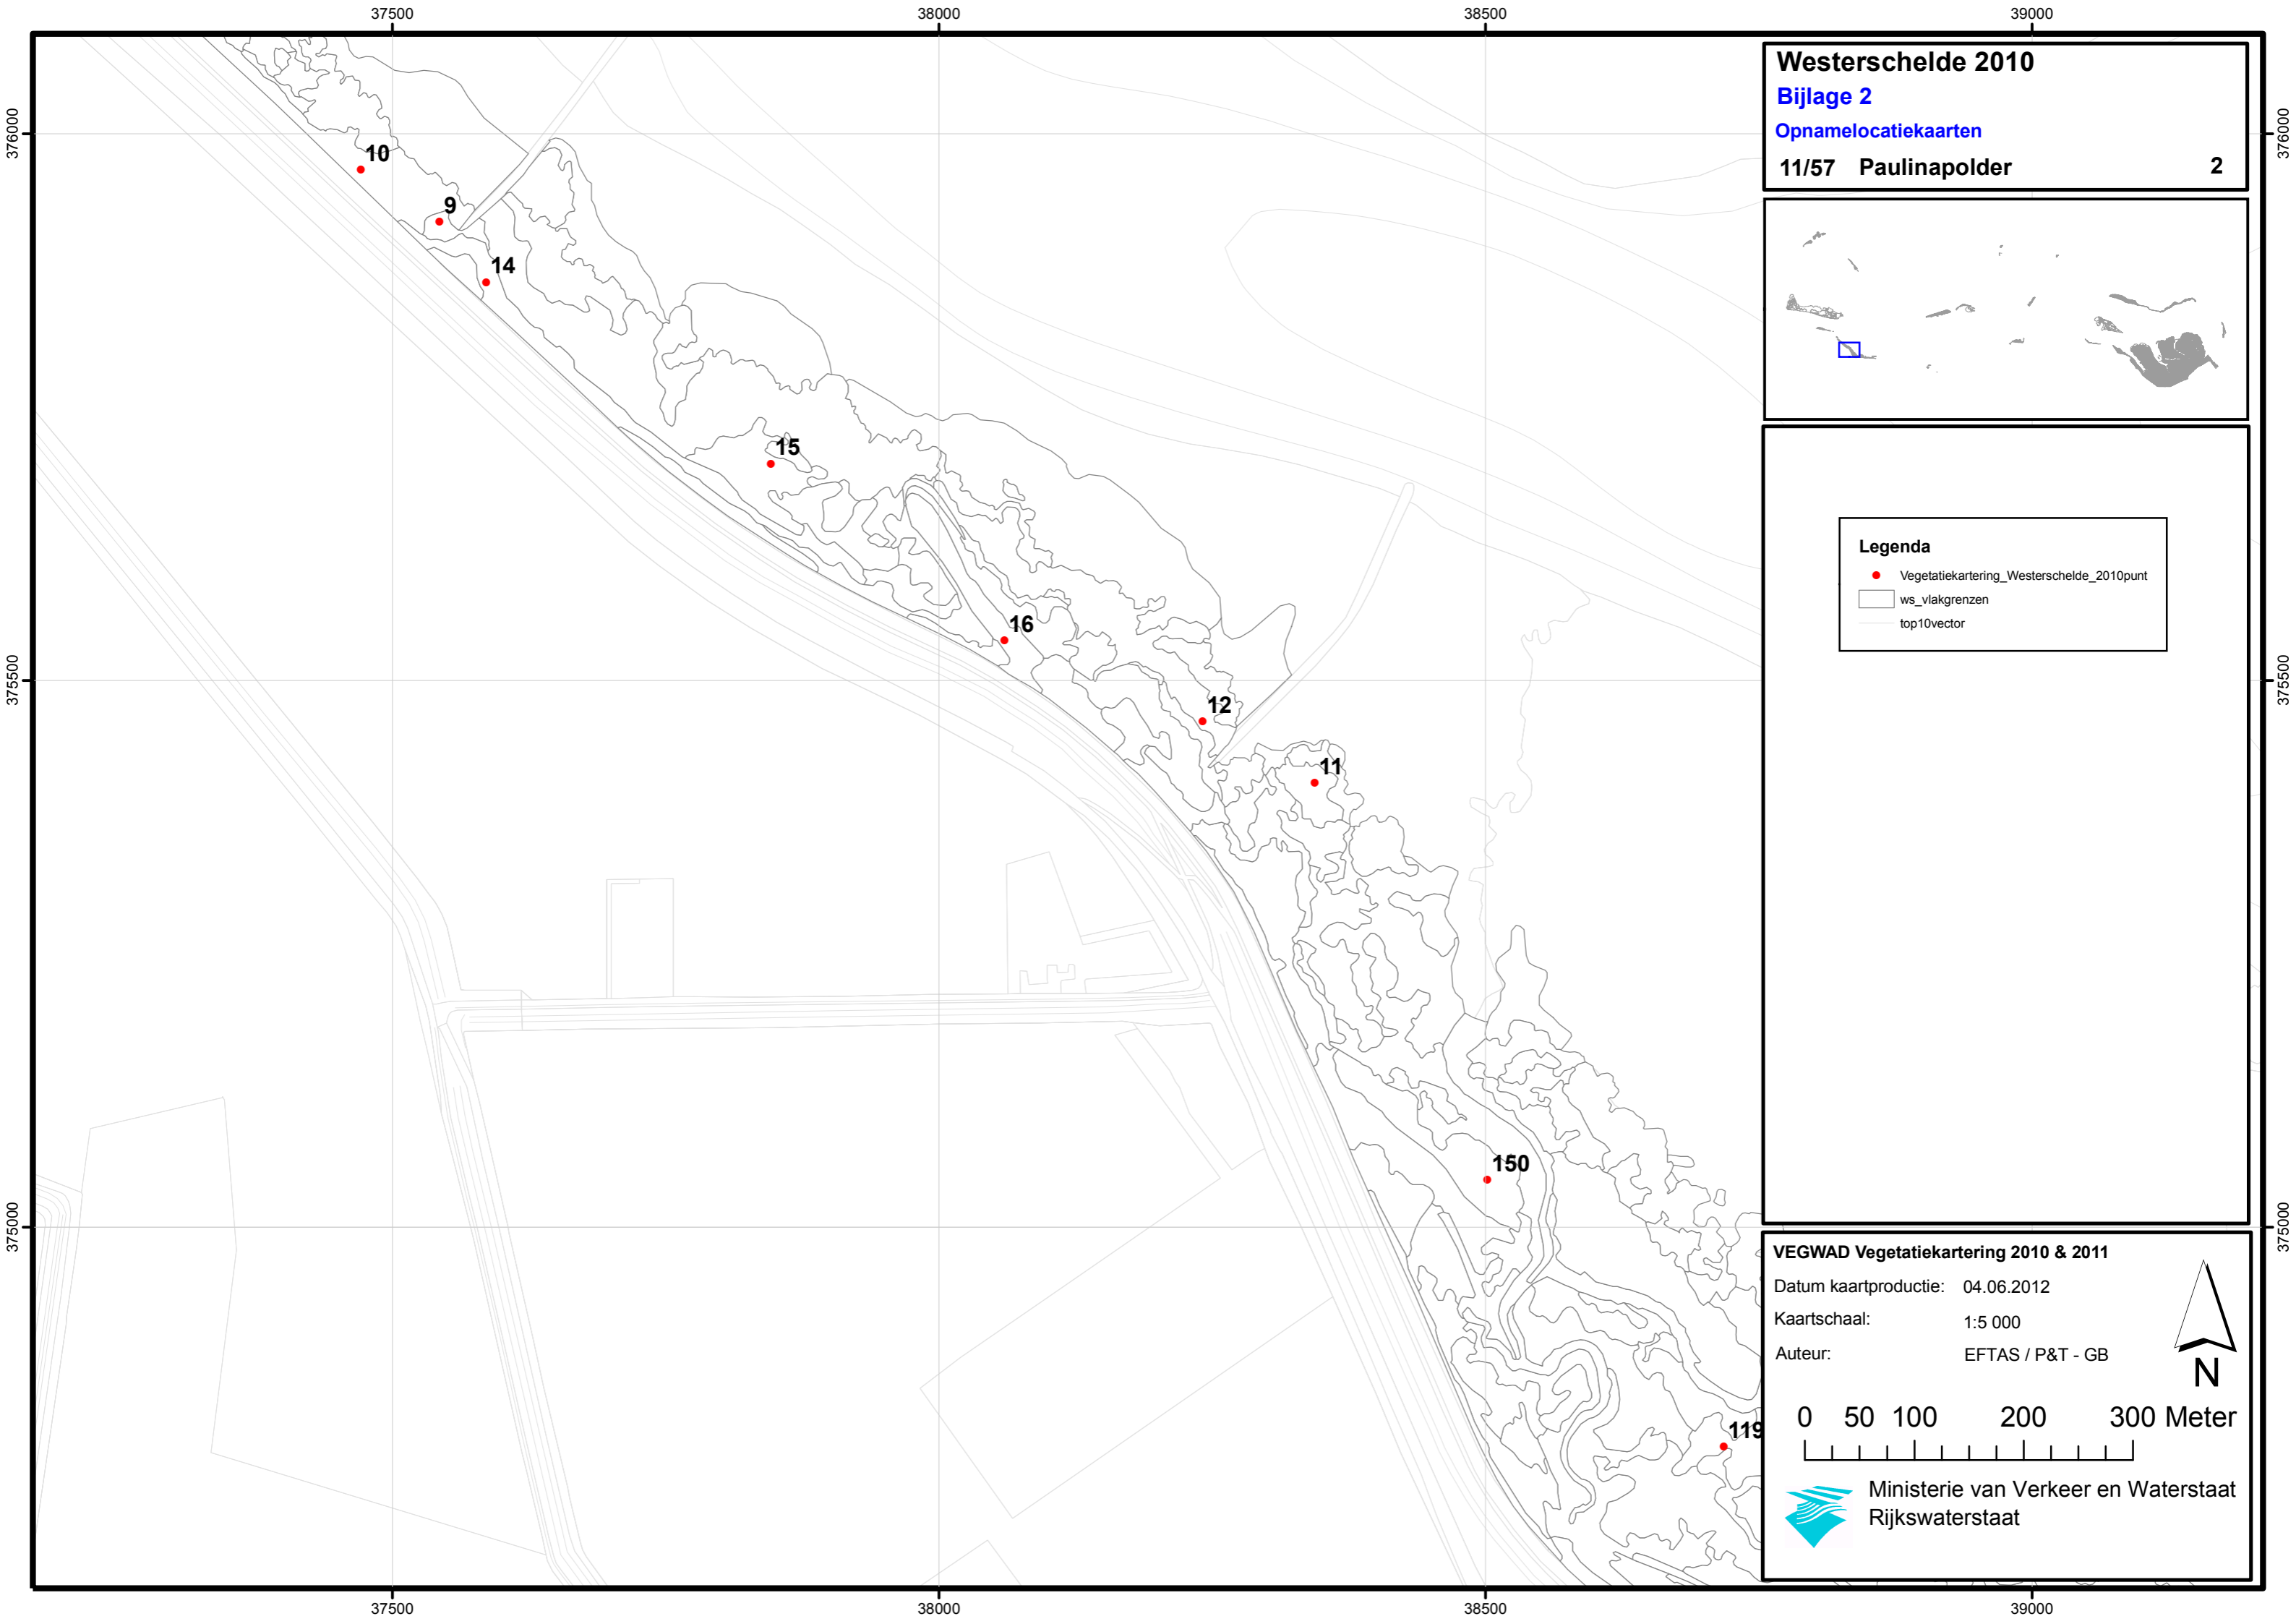 37500 38000 38500 39000
Westerschelde 2010
Bijlage 2
Opnamelocatiekaarten
11/57 Paulinapolder 2
376000 376000
10
9
14
15
16
12
11
150
119
375500 375500
375000 375000
Legenda
Vegetatiekartering_Westerschelde_2010punt
ws_vlakgrenzen
top10vector
VEGWAD Vegetatiekartering 2010 & 2011
Datum kaartproductie: 04.06.2012
Kaartschaal: 1:5 000
Auteur: EFTAS / P&T - GB
N
0 50 100 200 300 Meter
Ministerie van Verkeer en Waterstaat
Rijkswaterstaat
37500 38000 38500 39000